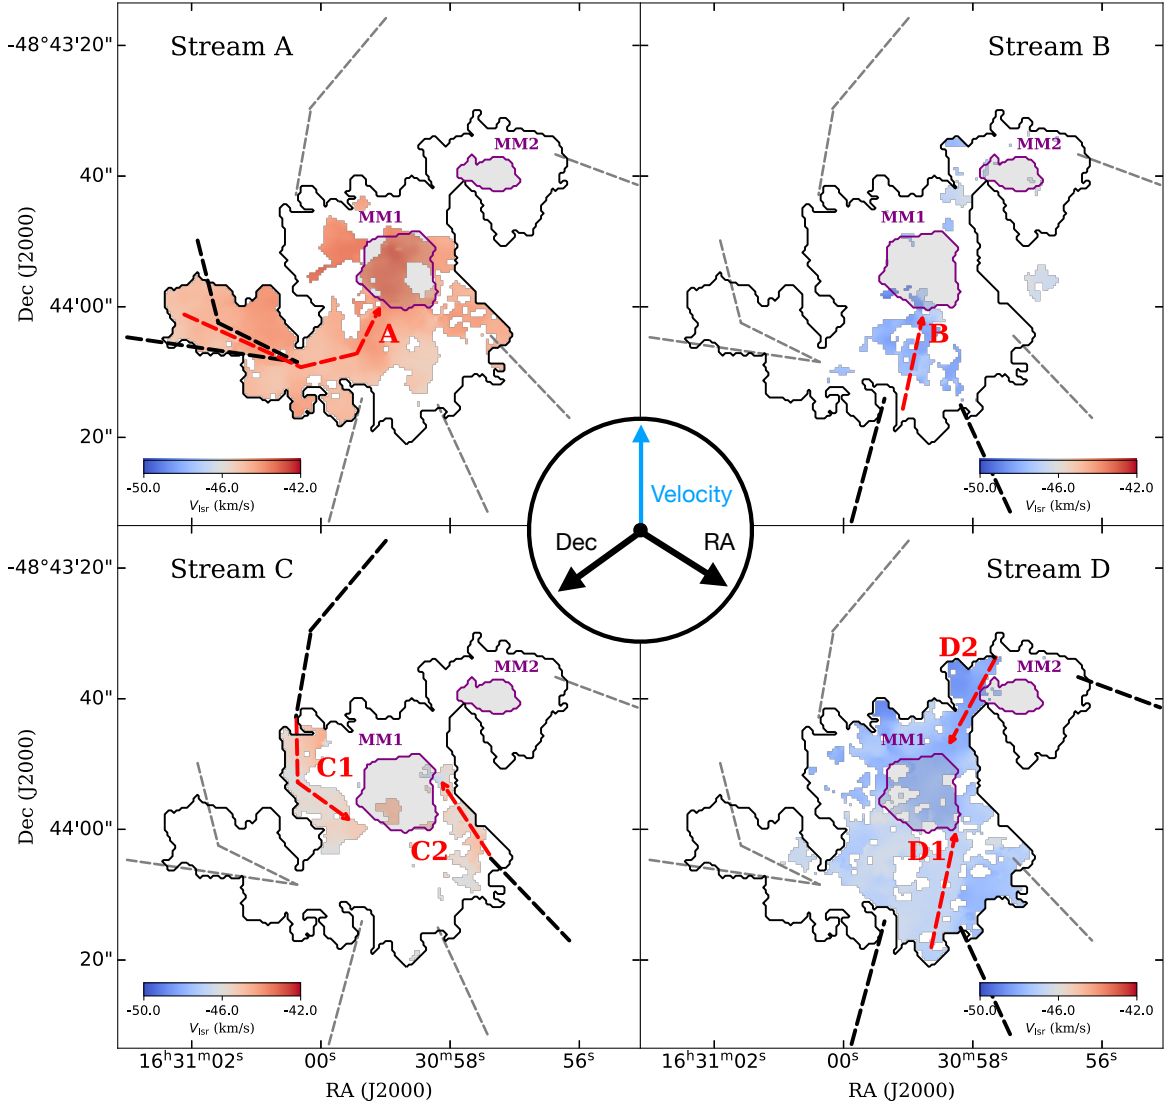 Stream A
Stream B
-48°43'20"
40"
44'00"
20"
Dec (J2000)
MM2
MM1
A
MM2
MM1
B
-50.0
-46.0
-42.0
V_lsr (km/s)
-50.0
-46.0
-42.0
V_lsr (km/s)
Velocity
Dec
RA
Stream C
Stream D
-48°43'20"
40"
44'00"
20"
Dec (J2000)
MM2
MM1
C1
C2
D2
MM2
MM1
D1
-50.0
-46.0
-42.0
V_lsr (km/s)
-50.0
-46.0
-42.0
V_lsr (km/s)
16h31m02s
00s
30m58s
56s
16h31m02s
00s
30m58s
56s
RA (J2000)
RA (J2000)